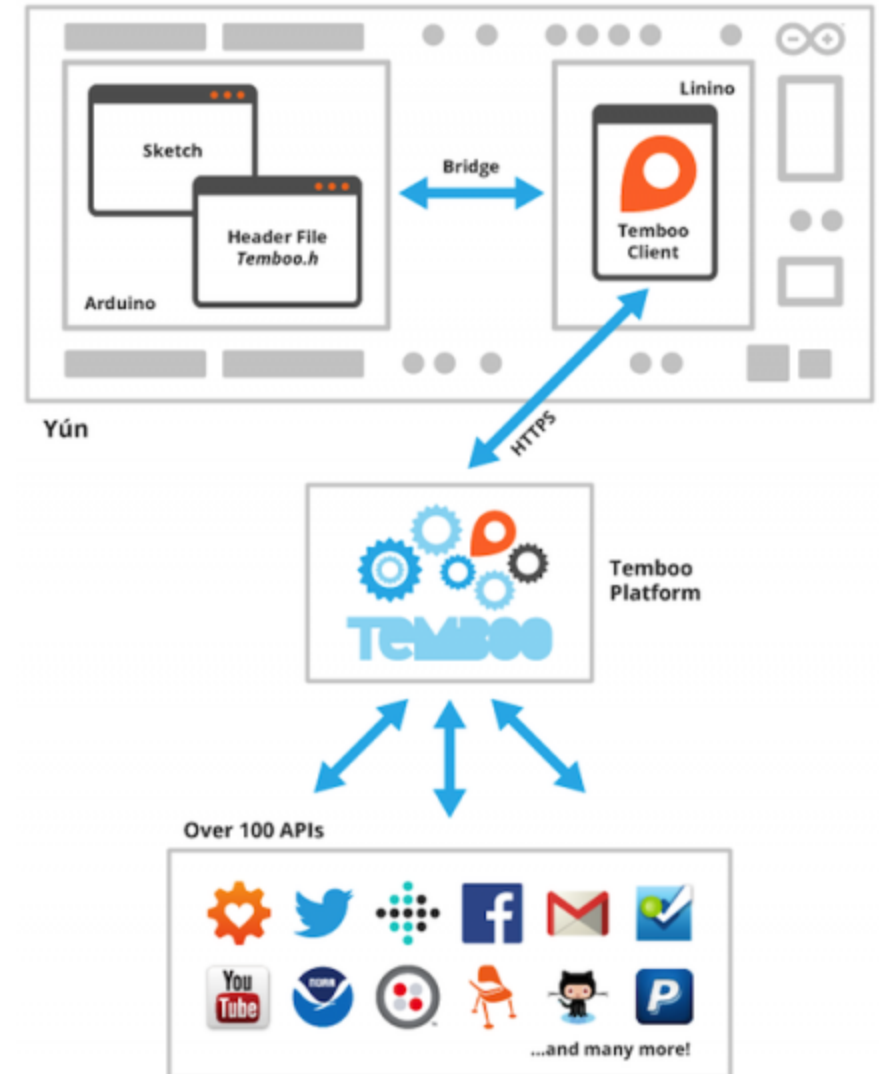 Linino
Sketch
Bridge
Header File
Temboo.h
Temboo
Client
Arduino
Yún
HTTPS
Temboo
Platform
TEMBOO
Over 100 APIs
f
You
Tube
NOAA
P
...and many more!